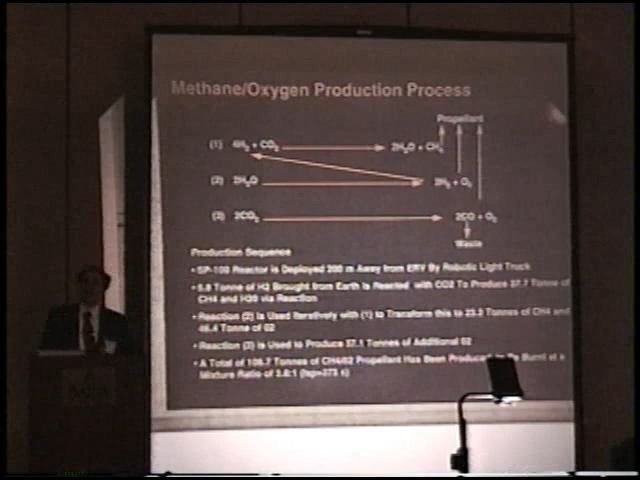 Methane/Oxygen Production Process
Propellant
(1) 4H2 + CO2 2H2O + CH4
(2) 2H2O 2H2 + O2
(3) 2CO2 2CO + O2
Waste
Production Sequence
• SP-100 Reactor is Deployed 200 m Away from ERV By Robotic Light Truck
• 5.8 Tonne of H2 Brought from Earth is Reacted with CO2 To Produce 37.7 Tonne of
CH4 and H2O via Reaction
• Reaction (2) is Used Iteratively with (1) to Transform this to 23.2 Tonnes of CH4 and
46.4 Tonne of O2
• Reaction (3) is Used to Produce 37.1 Tonnes of Additional O2
• A Total of 106.7 Tonnes of CH4/O2 Propellant Has Been Produced to Be Burnt at a
Mixture Ratio of 3.6:1 (Isp=373 s)